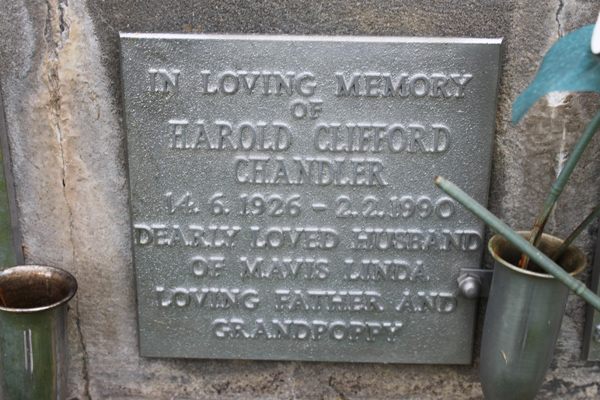 IN LOVING MEMORY
OF
HAROLD CLIFFORD
CHANDLER
14.6.1926 - 2.2.1990
DEARLY LOVED HUSBAND
OF MAVIS LINDA.
LOVING FATHER AND
GRANDPOPPY